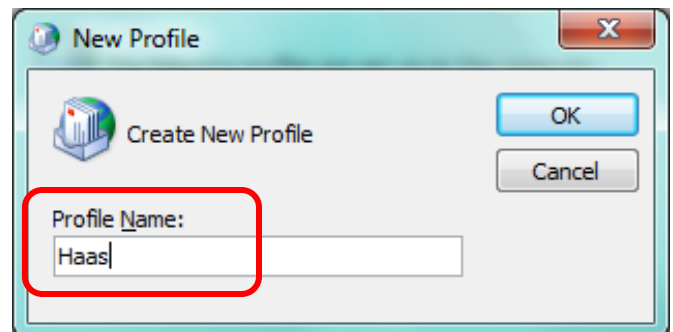 New Profile
Create New Profile
OK
Cancel
Profile Name:
Haas